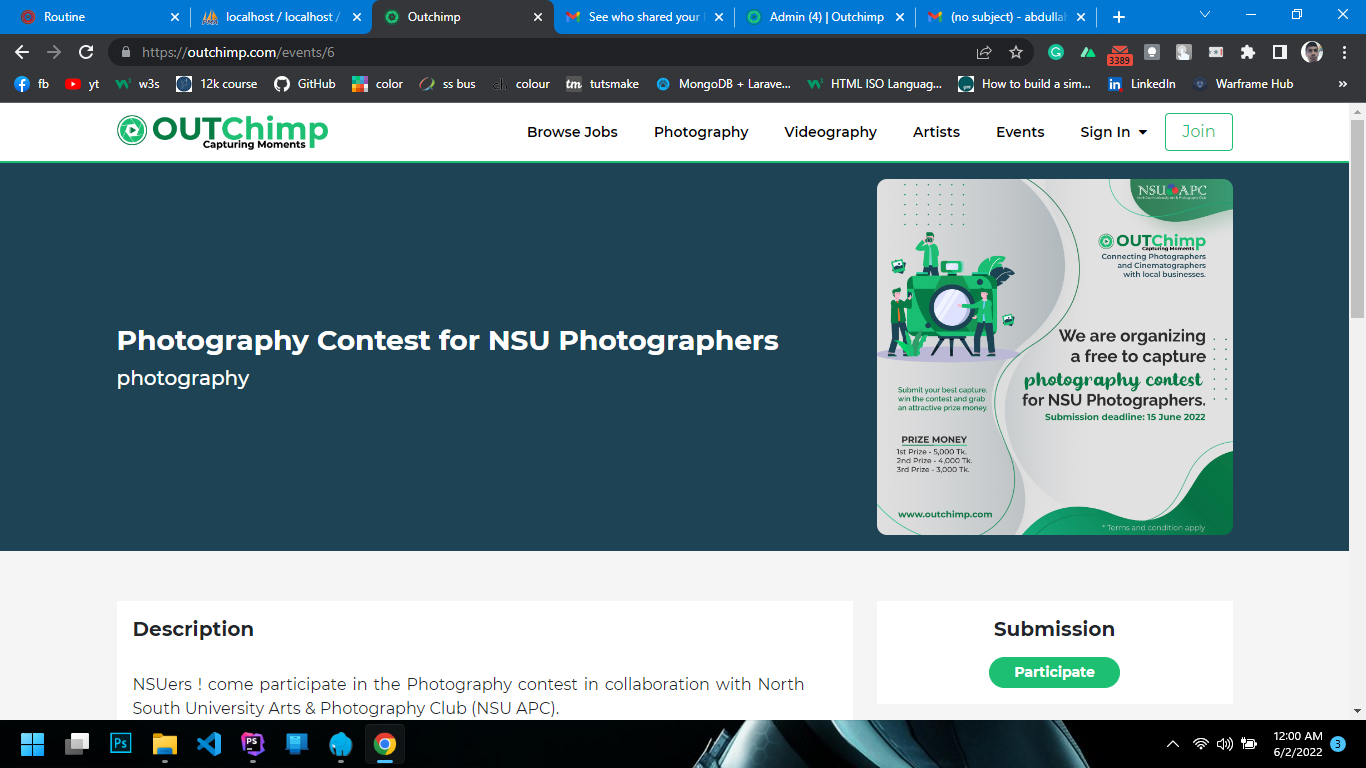 Routine
localhost / localhost /
Outchimp
See who shared your
Admin (4) | Outchimp
(no subject) - abdullah
https://outchimp.com/events/6
3389
fb
yt
w3s
12k course
GitHub
color
ss bus
colour
tm tutsmake
MongoDB + Larave...
HTML ISO Languag...
How to build a sim...
LinkedIn
Warframe Hub
»
OUTChimp
Capturing Moments
Browse Jobs
Photography
Videography
Artists
Events
Sign In
Join
Photography Contest for NSU Photographers
photography
NSU APC
OUTChimp
Capturing Moments
Connecting Photographers
and Cinematographers
with local businesses.
We are organizing
a free to capture
photography contest
for NSU Photographers.
Submission deadline: 15 June 2022
Submit your best capture,
win the contest and grab
an attractive prize money.
PRIZE MONEY
1st Prize - 5,000 Tk.
2nd Prize - 4,000 Tk.
3rd Prize - 3,000 Tk.
www.outchimp.com
* Terms and condition apply
Description
NSUers ! come participate in the Photography contest in collaboration with North
South University Arts & Photography Club (NSU APC).
Submission
Participate
Ps
PS
12:00 AM
6/2/2022
3